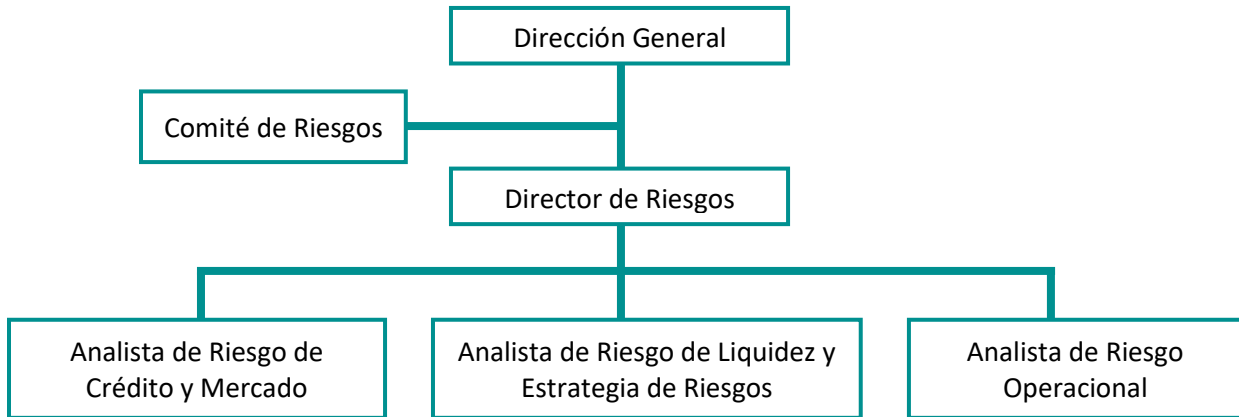 Dirección General
Comité de Riesgos
Director de Riesgos
Analista de Riesgo de
Crédito y Mercado
Analista de Riesgo de Liquidez y
Estrategia de Riesgos
Analista de Riesgo
Operacional